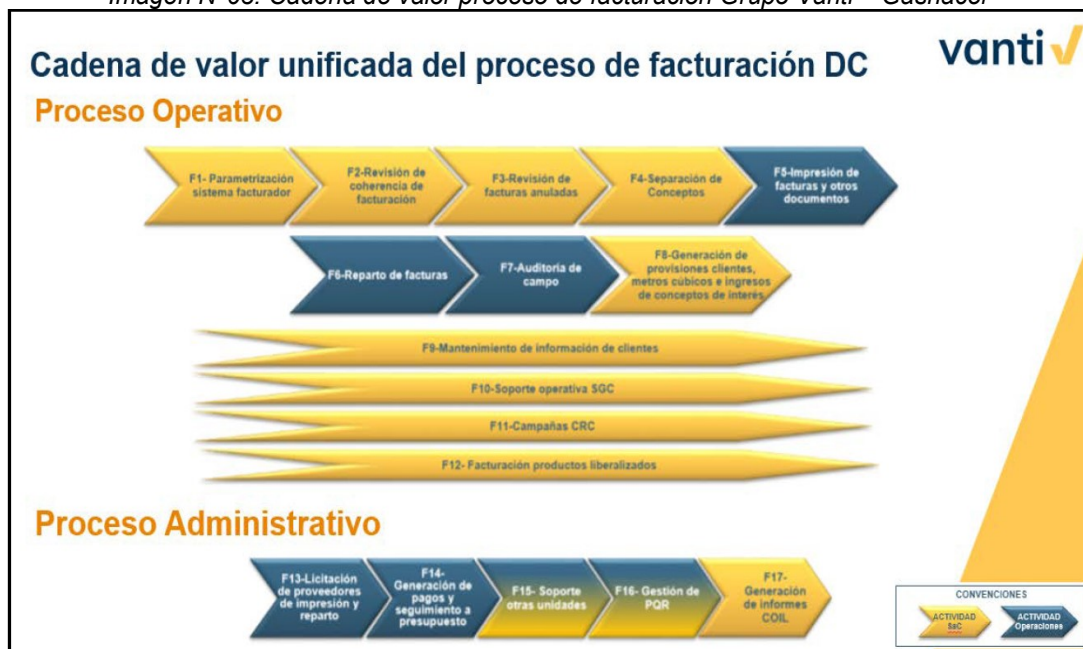 Imagen N°08. Cadena de valor proceso de facturación Grupo Vanti – Gasnacer
Cadena de valor unificada del proceso de facturación DC
vanti
Proceso Operativo
F1- Parametrización
sistema facturador
F2-Revisión de
coherencia de
facturación
F3-Revisión de
facturas anuladas
F4-Separación de
Conceptos
F5-Impresión de
facturas y otros
documentos
F6-Reparto de facturas
F7-Auditoría de
campo
F8-Generación de
provisiones clientes,
metros cúbicos e ingresos
de conceptos de interés
F9-Mantenimiento de información de clientes
F10-Soporte operativa SGC
F11-Campañas CRC
F12- Facturación productos liberalizados
Proceso Administrativo
F13-Licitación
de proveedores
de impresión y
reparto
F14-
Generación de
pagos y
seguimiento a
presupuesto
F15- Soporte
otras unidades
F16- Gestión de
PQR
F17-
Generación
de informes
COIL.
CONVENCIONES
ACTIVIDAD
SaC
ACTIVIDAD
Operaciones